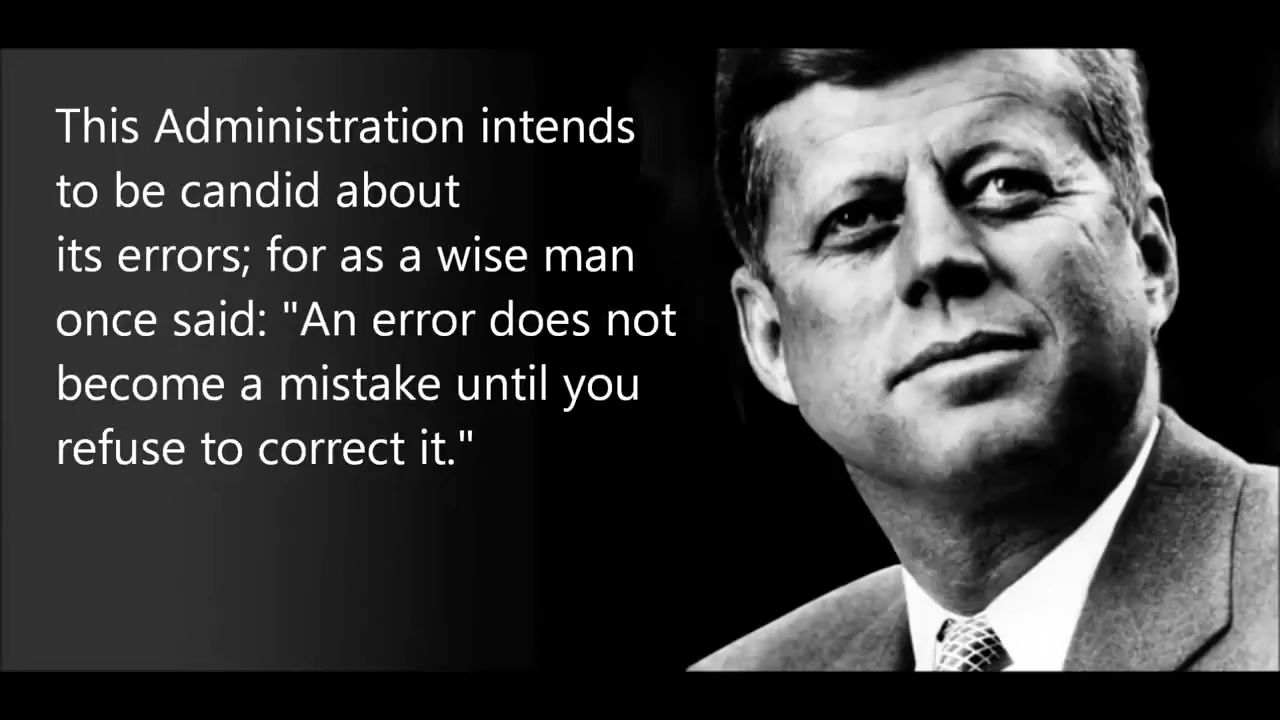 This Administration intends
to be candid about
its errors; for as a wise man
once said: "An error does not
become a mistake until you
refuse to correct it."